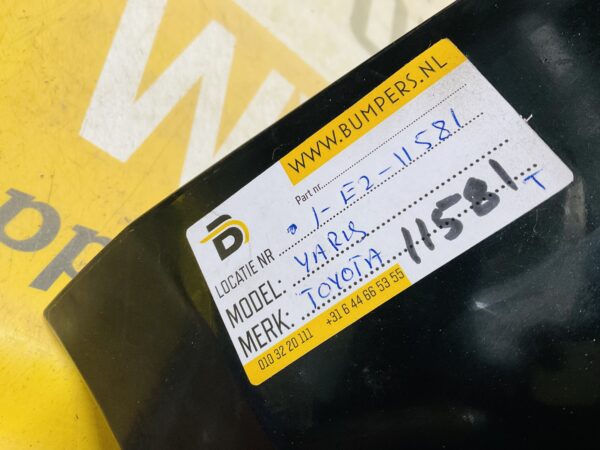 WWW.BUMPERS.NL
Part nr.
LOCATIE NR 1-E2-11581
MODEL: YARIS
MERK: TOYOTA 11581 T
010 32 20 111 +31 6 44 66 53 55